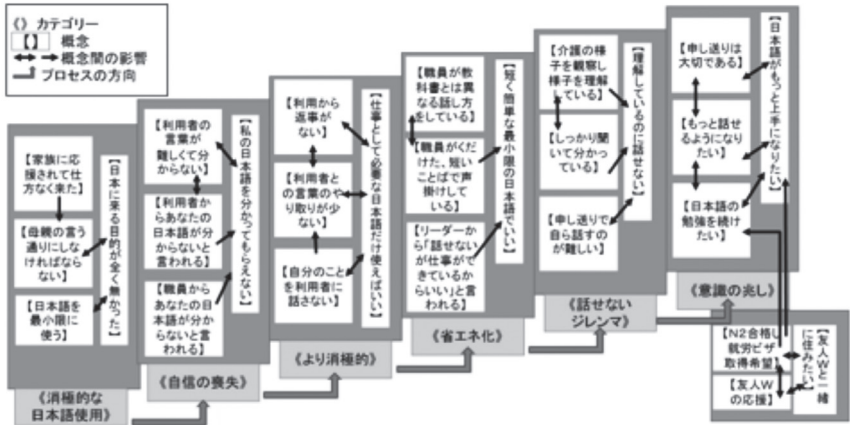 《》 カテゴリー
【】 概念
概念間の影響
プロセスの方向
【家族に応
援されて仕
方なく来た】
【母親の言う
通りにしな
ければなら
ない】
【日本語を
最小限に
使う】
【日本に来る目的が全く無かった】
《消極的な
日本語使用》
【利用者の
言葉が
難しくて分
からない】
【利用者か
らあなたの
日本語が分
からないと
言われる】
【職員から
あなたの日
本語が分か
らないと言
われる】
【私の日本語を分かってもらえない】
《自信の喪失》
【利用から
返事が
ない】
【利用者と
の言葉のや
り取りが少
ない】
【自分のこと
を利用者に
話さない】
【仕事として必要な日本語だけ使えばいい】
《より消極的》
【職員が教
科書とは異
なる話し方
をしている】
【職員がくだ
けた、短い
ことばで声
掛けして
いる】
【リーダーか
ら「話せない
が仕事がで
きているか
らいい」と言
われる】
【短く簡単な最小限の日本語でいい】
《省エネ化》
【介護の様
子を観察し
様子を理解
している】
【しっかり聞
いて分かっ
ている】
【申し送りで
自ら話すの
が難しい】
【理解しているのに話せない】
《話せない
ジレンマ》
【申し送りは
大切である】
【もっと話せ
るようになり
たい】
【日本語の
勉強を続け
たい】
【日本語がもっと上手になりたい】
《意識の兆し》
【N2合格し
就労ビザ
取得希望】
【友人W
の応援】
【友人Wと一緒
に住みたい】